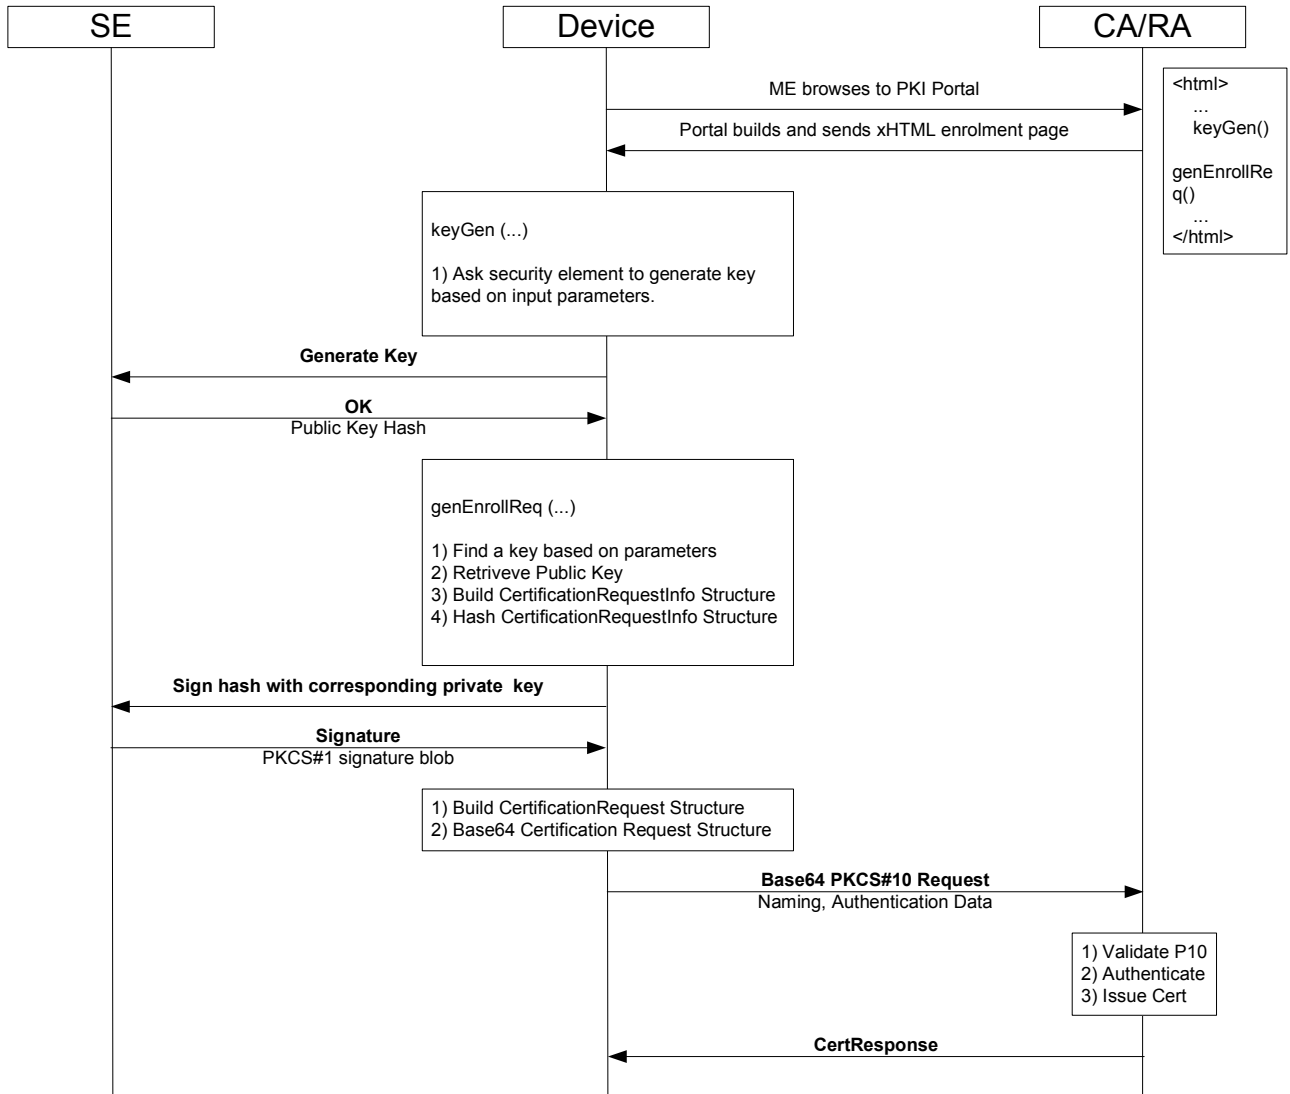 SE
Device
CA/RA
ME browses to PKI Portal
<html>
...
keyGen()
genEnrollRe
q()
...
</html>
Portal builds and sends xHTML enrolment page
keyGen (...)
1) Ask security element to generate key
based on input parameters.
Generate Key
OK
Public Key Hash
genEnrollReq (...)
1) Find a key based on parameters
2) Retriveve Public Key
3) Build CertificationRequestInfo Structure
4) Hash CertificationRequestInfo Structure
Sign hash with corresponding private key
Signature
PKCS#1 signature blob
1) Build CertificationRequest Structure
2) Base64 Certification Request Structure
Base64 PKCS#10 Request
Naming, Authentication Data
1) Validate P10
2) Authenticate
3) Issue Cert
CertResponse